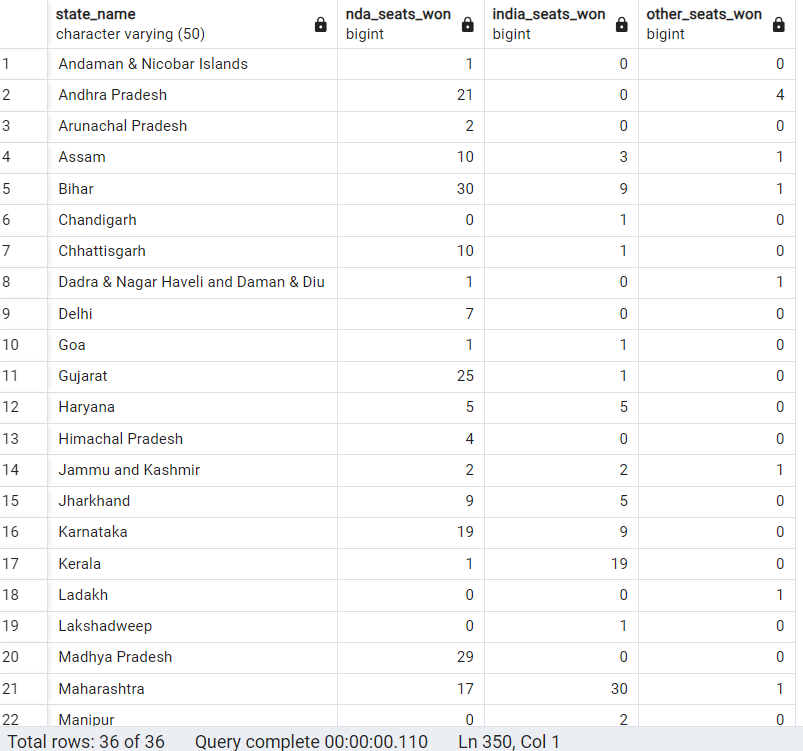 state_name nda_seats_won india_seats_won other_seats_won
character varying (50) bigint bigint bigint
1 Andaman & Nicobar Islands 1 0 0
2 Andhra Pradesh 21 0 4
3 Arunachal Pradesh 2 0 0
4 Assam 10 3 1
5 Bihar 30 9 1
6 Chandigarh 0 1 0
7 Chhattisgarh 10 1 0
8 Dadra & Nagar Haveli and Daman & Diu 1 0 1
9 Delhi 7 0 0
10 Goa 1 1 0
11 Gujarat 25 1 0
12 Haryana 5 5 0
13 Himachal Pradesh 4 0 0
14 Jammu and Kashmir 2 2 1
15 Jharkhand 9 5 0
16 Karnataka 19 9 0
17 Kerala 1 19 0
18 Ladakh 0 0 1
19 Lakshadweep 0 1 0
20 Madhya Pradesh 29 0 0
21 Maharashtra 17 30 1
22 Manipur 0 2 0
Total rows: 36 of 36 Query complete 00:00:00.110 Ln 350, Col 1